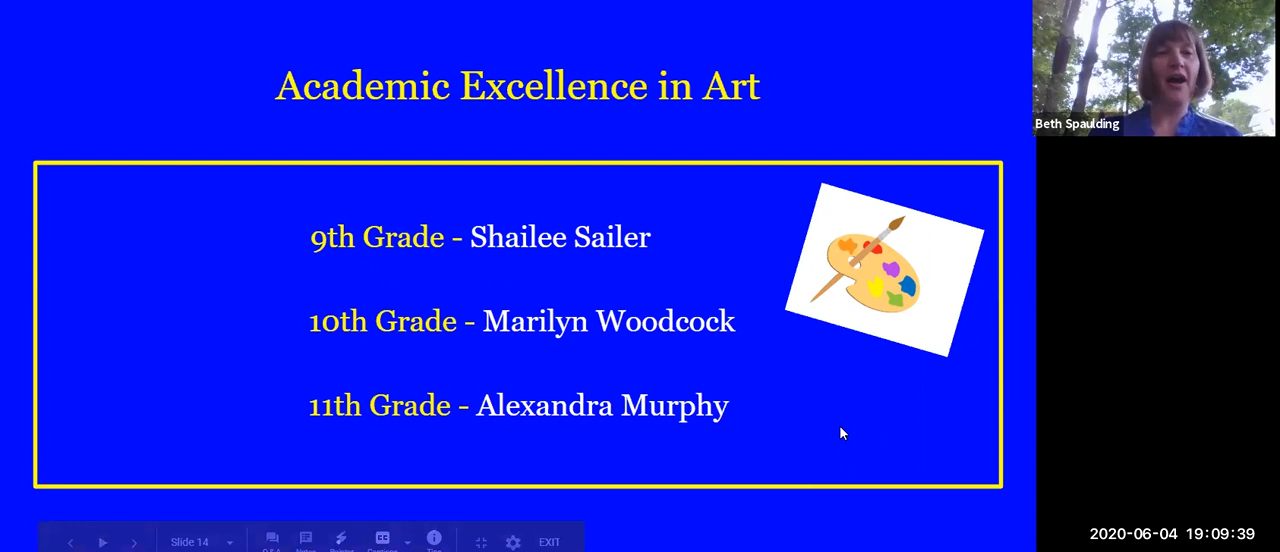 Academic Excellence in Art
Beth Spaulding
9th Grade - Shailee Sailer
10th Grade - Marilyn Woodcock
11th Grade - Alexandra Murphy
Slide 14
EXIT
2020-06-04 19:09:39